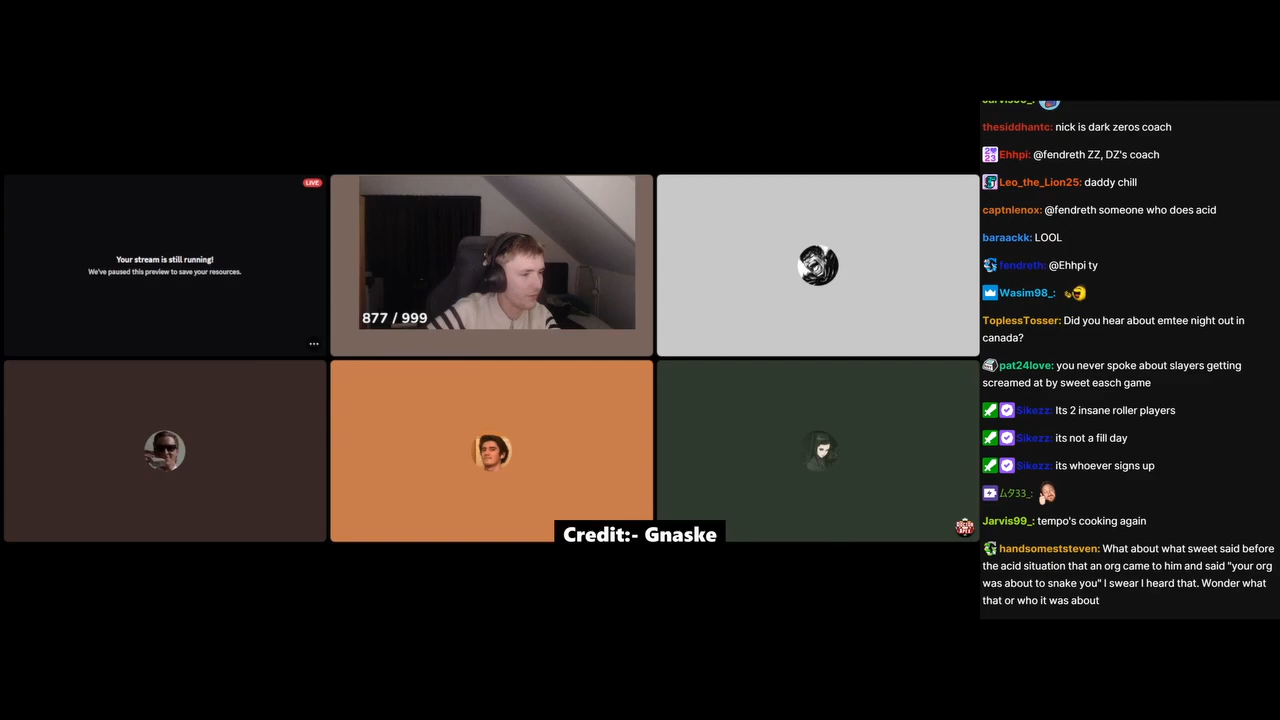 LIVE
Your stream is still running!
We've paused this preview to save your resources.
877 / 999
Credit:- Gnaske
thesiddhantc: nick is dark zeros coach
Ehhpi: @fendreth ZZ, DZ's coach
Leo_the_Lion25: daddy chill
captnlenox: @fendreth someone who does acid
baraackk: LOOL
fendreth: @Ehhpi ty
Wasim98_:
ToplessTosser: Did you hear about emtee night out in
canada?
pat24love: you never spoke about slayers getting
screamed at by sweet easch game
Sikezz: Its 2 insane roller players
Sikezz: its not a fill day
Sikezz: its whoever signs up
ムタ33_:
Jarvis99_: tempo's cooking again
handsomeststeven: What about what sweet said before
the acid situation that an org came to him and said "your org
was about to snake you" I swear I heard that. Wonder what
that or who it was about